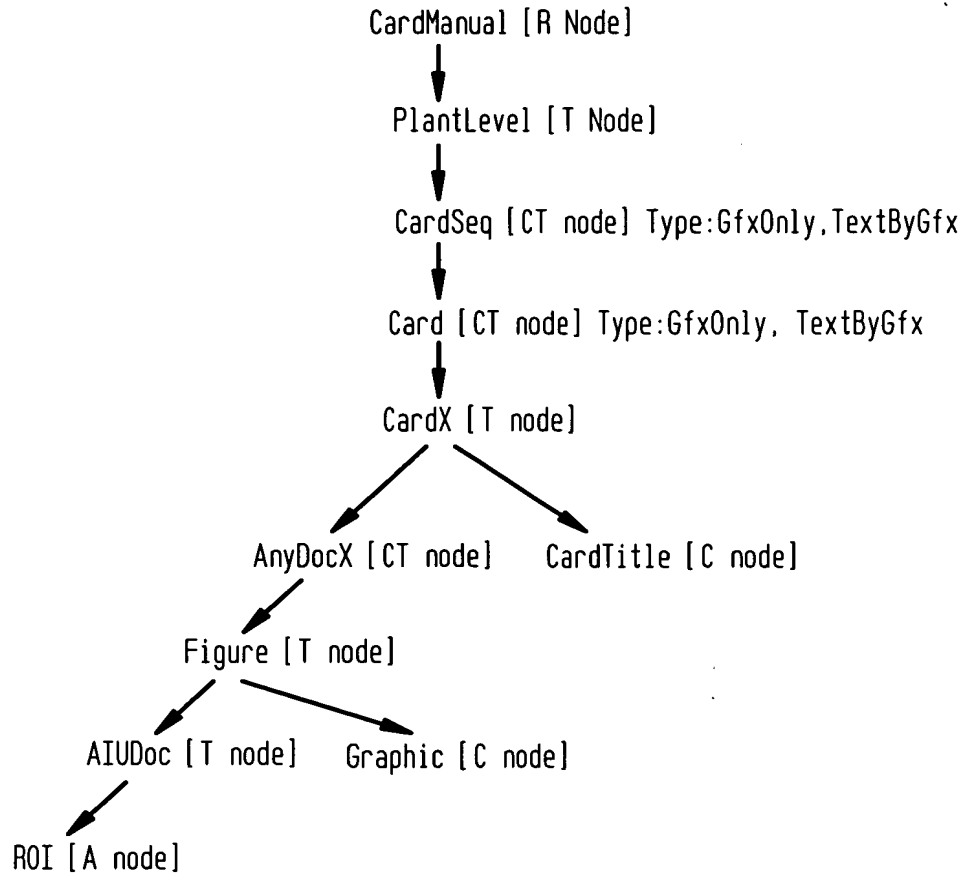 CardManual [R Node]
PlantLevel [T Node]
CardSeq [CT node] Type:GfxOnly,TextByGfx
Card [CT node] Type:GfxOnly, TextByGfx
CardX [T node]
AnyDocX [CT node] CardTitle [C node]
Figure [T node]
AIUDoc [T node] Graphic [C node]
ROI [A node]